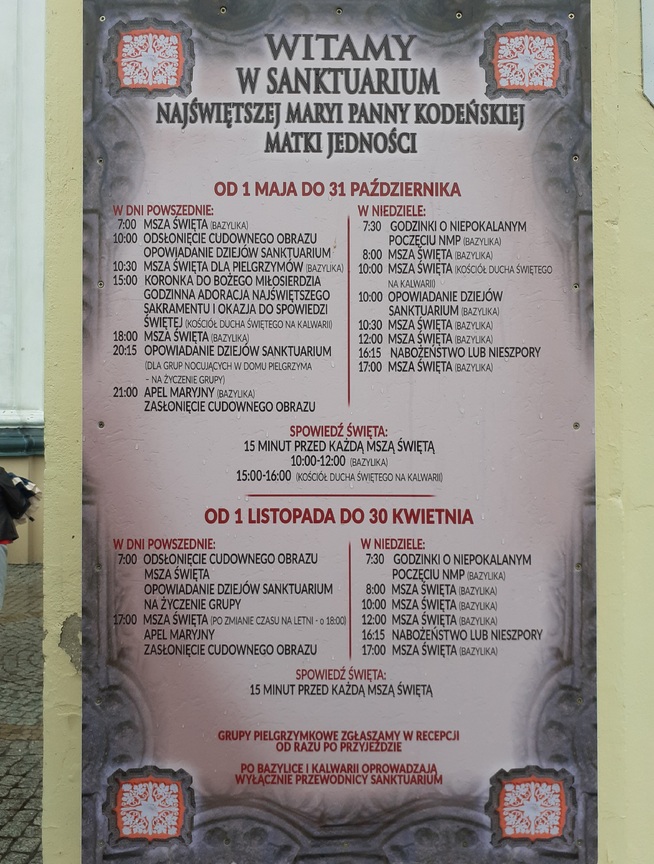 WITAMY
W SANKTUARIUM
NAJŚWIĘTSZEJ MARYI PANNY KODEŃSKIEJ
MATKI JEDNOŚCI
OD 1 MAJA DO 31 PAŹDZIERNIKA
W DNI POWSZEDNIE:
7:00 MSZA ŚWIĘTA (BAZYLIKA)
10:00 ODSŁONIĘCIE CUDOWNEGO OBRAZU
OPOWIADANIE DZIEJÓW SANKTUARIUM
10:30 MSZA ŚWIĘTA DLA PIELGRZYMÓW (BAZYLIKA)
15:00 KORONKA DO BOŻEGO MIŁOSIERDZIA
GODZINNA ADORACJA NAJŚWIĘTSZEGO
SAKRAMENTU I OKAZJA DO SPOWIEDZI
ŚWIĘTEJ (KOŚCIÓŁ DUCHA ŚWIĘTEGO NA KALWARII)
18:00 MSZA ŚWIĘTA (BAZYLIKA)
20:15 OPOWIADANIE DZIEJÓW SANKTUARIUM
(DLA GRUP NOCUJĄCYCH W DOMU PIELGRZYMA
– NA ŻYCZENIE GRUPY)
21:00 APEL MARYJNY (BAZYLIKA)
ZASŁONIĘCIE CUDOWNEGO OBRAZU
W NIEDZIELE:
7:30 GODZINKI O NIEPOKALANYM
POCZĘCIU NMP (BAZYLIKA)
8:00 MSZA ŚWIĘTA (BAZYLIKA)
10:00 MSZA ŚWIĘTA (KOŚCIÓŁ DUCHA ŚWIĘTEGO
NA KALWARII)
10:00 OPOWIADANIE DZIEJÓW
SANKTUARIUM (BAZYLIKA)
10:30 MSZA ŚWIĘTA (BAZYLIKA)
12:00 MSZA ŚWIĘTA (BAZYLIKA)
16:15 NABOŻEŃSTWO LUB NIESZPORY
17:00 MSZA ŚWIĘTA (BAZYLIKA)
SPOWIEDŹ ŚWIĘTA:
15 MINUT PRZED KAŻDĄ MSZĄ ŚWIĘTĄ
10:00-12:00 (BAZYLIKA)
15:00-16:00 (KOŚCIÓŁ DUCHA ŚWIĘTEGO NA KALWARII)
OD 1 LISTOPADA DO 30 KWIETNIA
W DNI POWSZEDNIE:
7:00 ODSŁONIĘCIE CUDOWNEGO OBRAZU
MSZA ŚWIĘTA
OPOWIADANIE DZIEJÓW SANKTUARIUM
NA ŻYCZENIE GRUPY
17:00 MSZA ŚWIĘTA (PO ZMIANIE CZASU NA LETNI - o 18:00)
APEL MARYJNY
ZASŁONIĘCIE CUDOWNEGO OBRAZU
W NIEDZIELE:
7:30 GODZINKI O NIEPOKALANYM
POCZĘCIU NMP (BAZYLIKA)
8:00 MSZA ŚWIĘTA (BAZYLIKA)
10:00 MSZA ŚWIĘTA (BAZYLIKA)
12:00 MSZA ŚWIĘTA (BAZYLIKA)
16:15 NABOŻEŃSTWO LUB NIESZPORY
17:00 MSZA ŚWIĘTA (BAZYLIKA)
SPOWIEDŹ ŚWIĘTA:
15 MINUT PRZED KAŻDĄ MSZĄ ŚWIĘTĄ
GRUPY PIELGRZYMKOWE ZGŁASZAMY W RECEPCJI
OD RAZU PO PRZYJEŹDZIE
PO BAZYLICE I KALWARII OPROWADZAJĄ
WYŁĄCZNIE PRZEWODNICY SANKTUARIUM